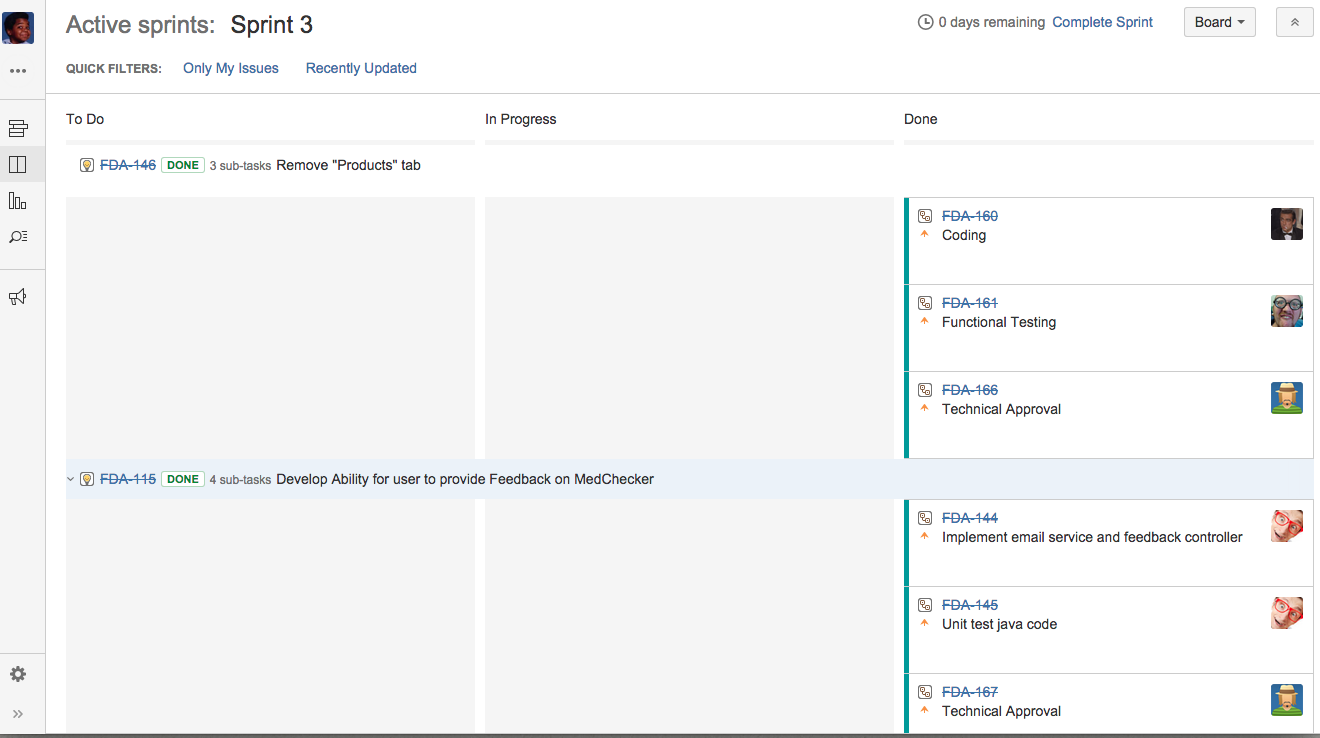 Active sprints: Sprint 3
0 days remaining Complete Sprint
Board
QUICK FILTERS: Only My Issues Recently Updated
To Do In Progress Done
FDA-146 DONE 3 sub-tasks Remove "Products" tab
FDA-160
Coding
FDA-161
Functional Testing
FDA-166
Technical Approval
FDA-115 DONE 4 sub-tasks Develop Ability for user to provide Feedback on MedChecker
FDA-144
Implement email service and feedback controller
FDA-145
Unit test java code
FDA-167
Technical Approval